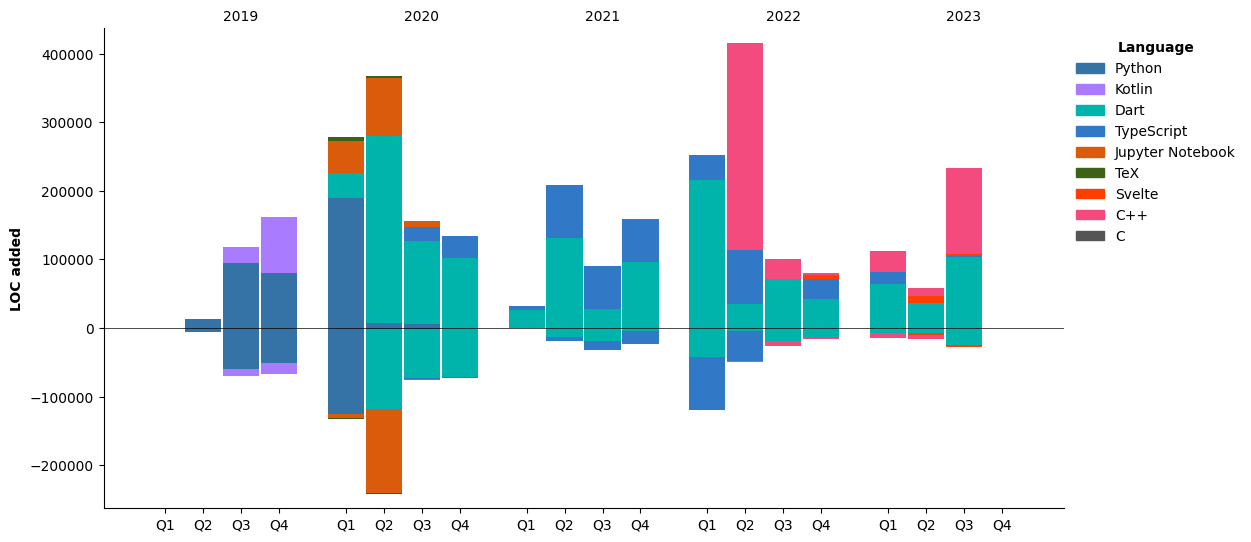 2019 2020 2021 2022 2023
LOC added
400000
300000
200000
100000
0
−100000
−200000
Q1 Q2 Q3 Q4 Q1 Q2 Q3 Q4 Q1 Q2 Q3 Q4 Q1 Q2 Q3 Q4 Q1 Q2 Q3 Q4
Language
Python
Kotlin
Dart
TypeScript
Jupyter Notebook
TeX
Svelte
C++
C